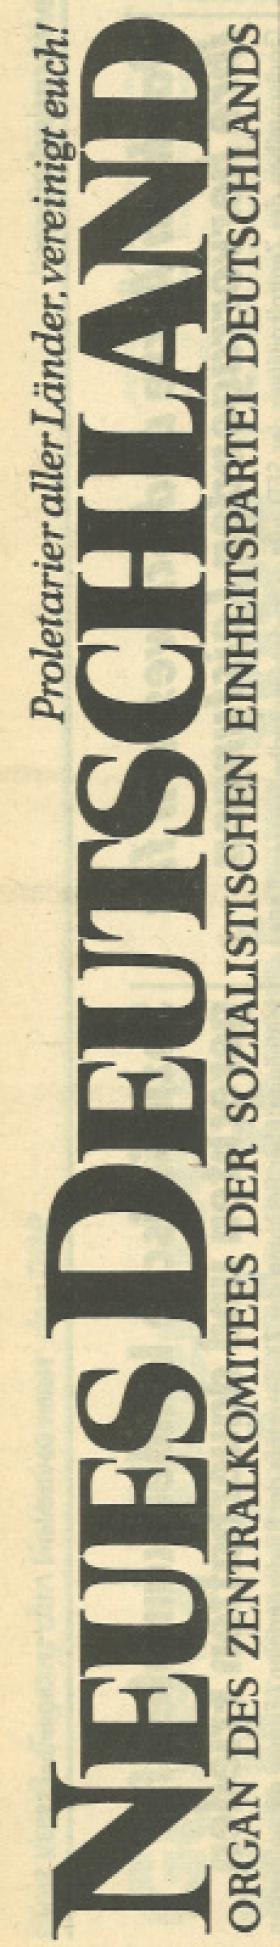 Proletarier aller Länder, vereinigt euch!
NEUES DEUTSCHLAND
ORGAN DES ZENTRALKOMITEES DER SOZIALISTISCHEN EINHEITSPARTEI DEUTSCHLANDS